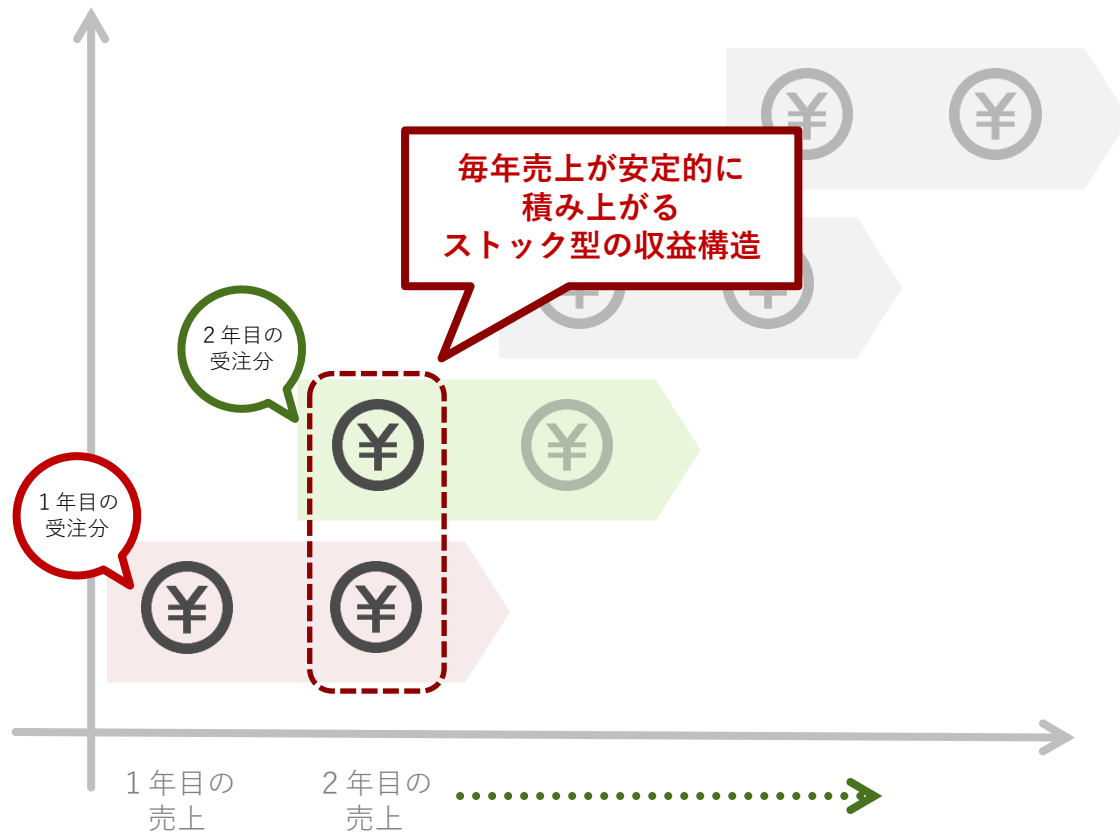 ¥ ¥
毎年売上が安定的に
積み上がる
ストック型の収益構造
¥ ¥
２年目の
受注分
¥ ¥
１年目の
受注分
¥ ¥
１年目の
売上
２年目の
売上